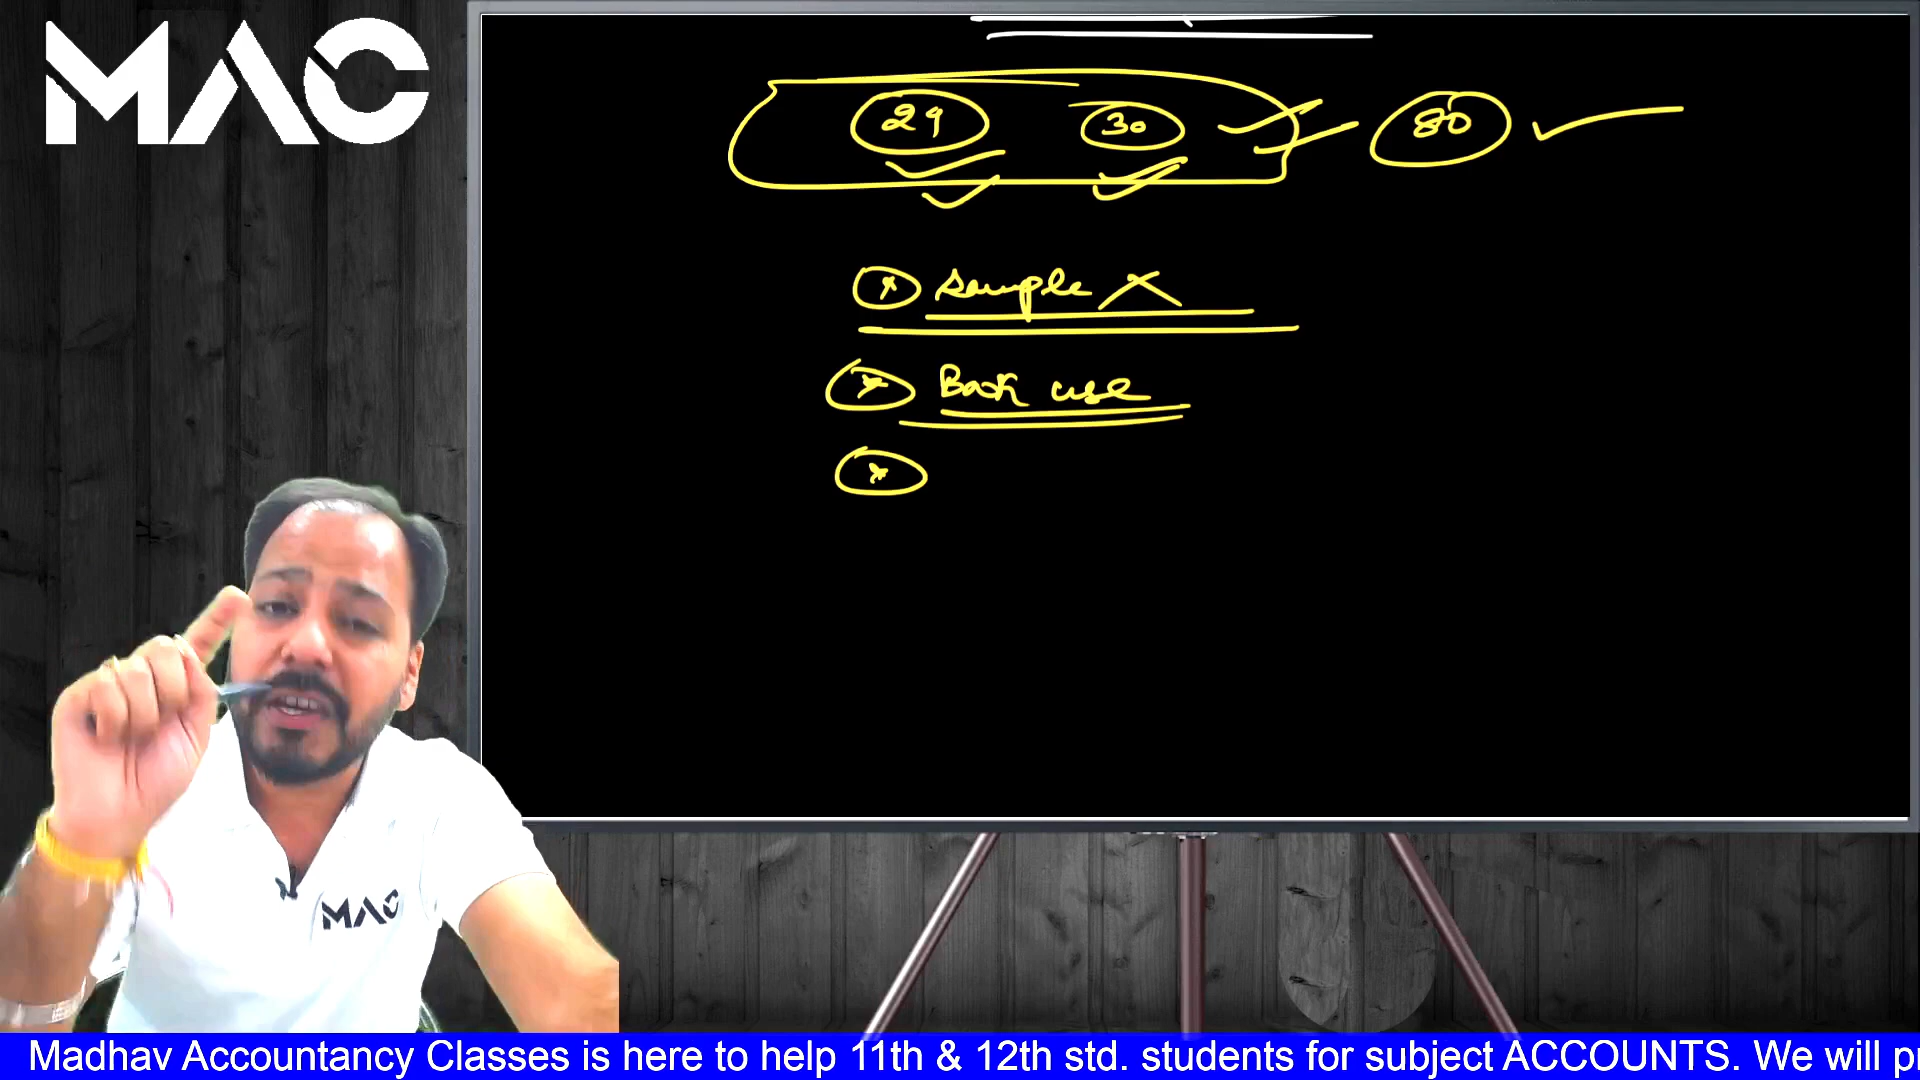 MAC
29 30 80
Sample
Back use
MAC
Madhav Accountancy Classes is here to help 11th & 12th std. students for subject ACCOUNTS. We will pr